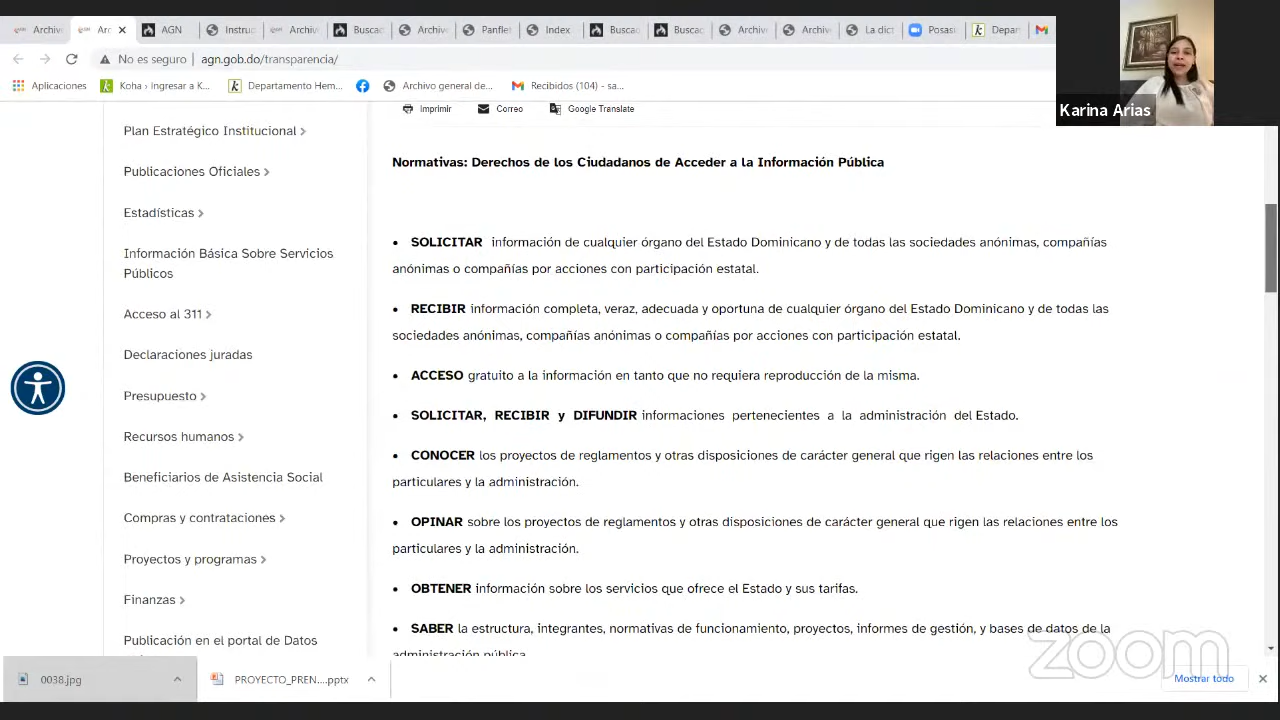 Archivo
Arc
AGN
Instruc
Archiv
Buscac
Archivo
Panflet
Index
Buscac
Buscac
Archivo
Archivo
La dict
Posast
Depart
No es seguro | agn.gob.do/transparencia/
Aplicaciones
Koha › Ingresar a K...
Departamento Hem...
Archivo general de...
Recibidos (104) - sa...
Karina Arias
Imprimir
Correo
Google Translate
Plan Estratégico Institucional
Publicaciones Oficiales
Estadísticas
Información Básica Sobre Servicios
Públicos
Acceso al 311
Declaraciones juradas
Presupuesto
Recursos humanos
Beneficiarios de Asistencia Social
Compras y contrataciones
Proyectos y programas
Finanzas
Publicación en el portal de Datos
Normativas: Derechos de los Ciudadanos de Acceder a la Información Pública
• SOLICITAR información de cualquier órgano del Estado Dominicano y de todas las sociedades anónimas, compañías
anónimas o compañías por acciones con participación estatal.
• RECIBIR información completa, veraz, adecuada y oportuna de cualquier órgano del Estado Dominicano y de todas las
sociedades anónimas, compañías anónimas o compañías por acciones con participación estatal.
• ACCESO gratuito a la información en tanto que no requiera reproducción de la misma.
• SOLICITAR, RECIBIR y DIFUNDIR informaciones pertenecientes a la administración del Estado.
• CONOCER los proyectos de reglamentos y otras disposiciones de carácter general que rigen las relaciones entre los
particulares y la administración.
• OPINAR sobre los proyectos de reglamentos y otras disposiciones de carácter general que rigen las relaciones entre los
particulares y la administración.
• OBTENER información sobre los servicios que ofrece el Estado y sus tarifas.
• SABER la estructura, integrantes, normativas de funcionamiento, proyectos, informes de gestión, y bases de datos de la
administración pública
zoom
0038.jpg
PROYECTO_PREN....pptx
Mostrar todo